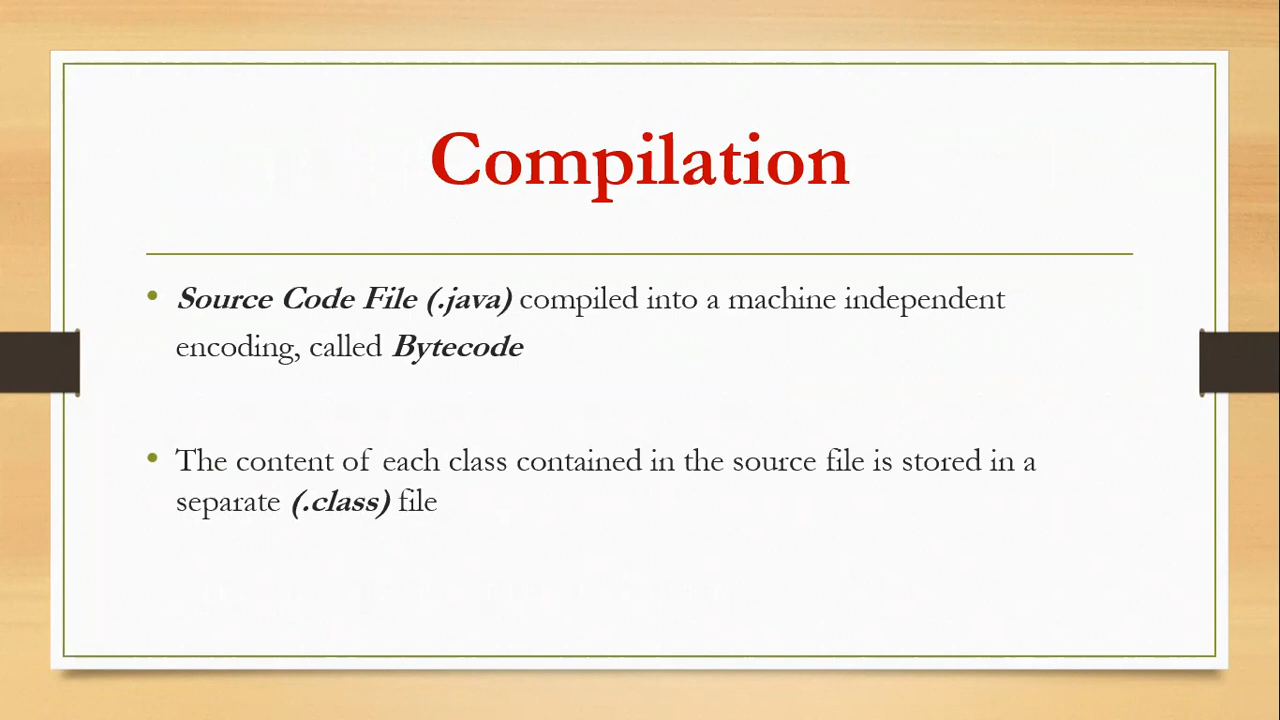 Compilation
• Source Code File (.java) compiled into a machine independent
encoding, called Bytecode
• The content of each class contained in the source file is stored in a
separate (.class) file